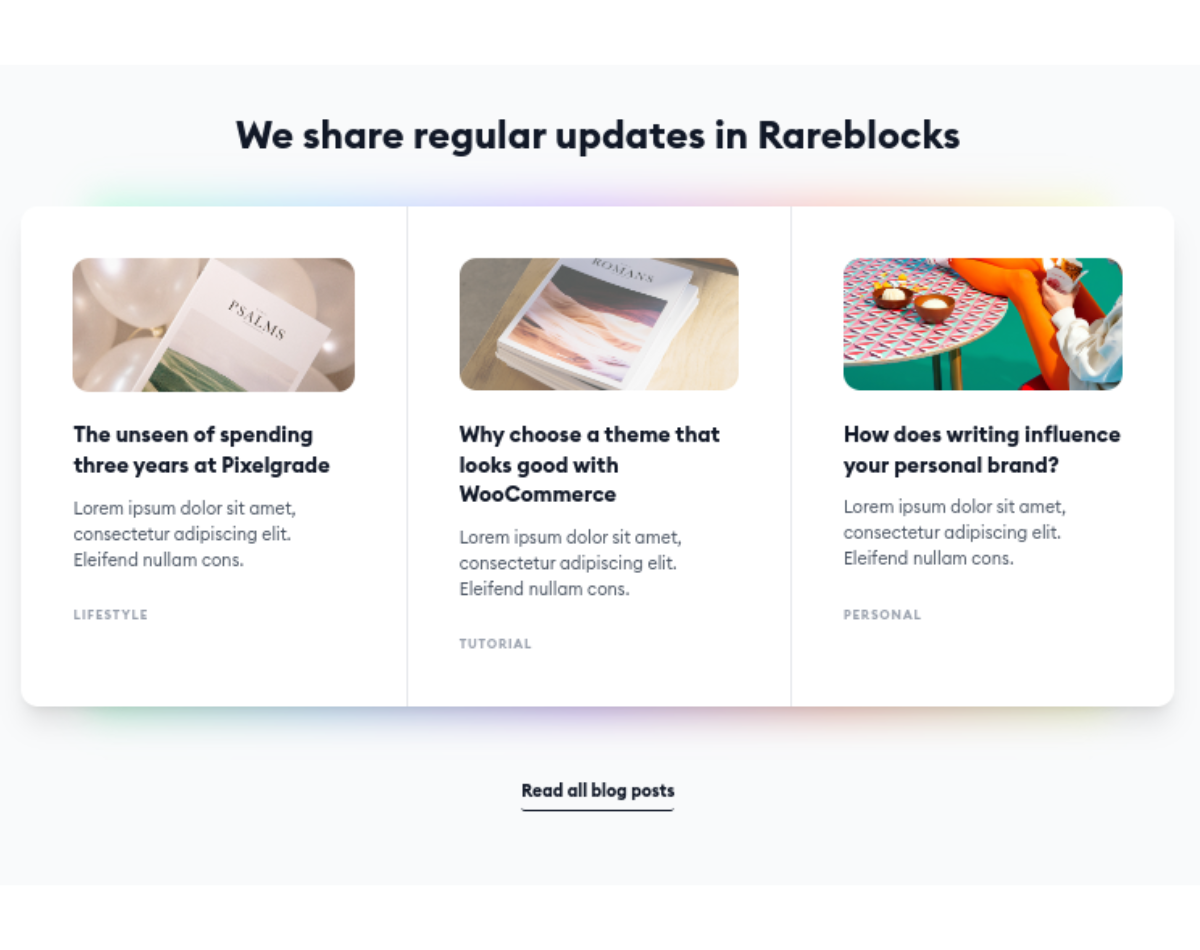 We share regular updates in Rareblocks
PSALMS
The unseen of spending
three years at Pixelgrade
Lorem ipsum dolor sit amet,
consectetur adipiscing elit.
Eleifend nullam cons.
LIFESTYLE
ROMANS
Why choose a theme that
looks good with
WooCommerce
Lorem ipsum dolor sit amet,
consectetur adipiscing elit.
Eleifend nullam cons.
TUTORIAL
How does writing influence
your personal brand?
Lorem ipsum dolor sit amet,
consectetur adipiscing elit.
Eleifend nullam cons.
PERSONAL
Read all blog posts